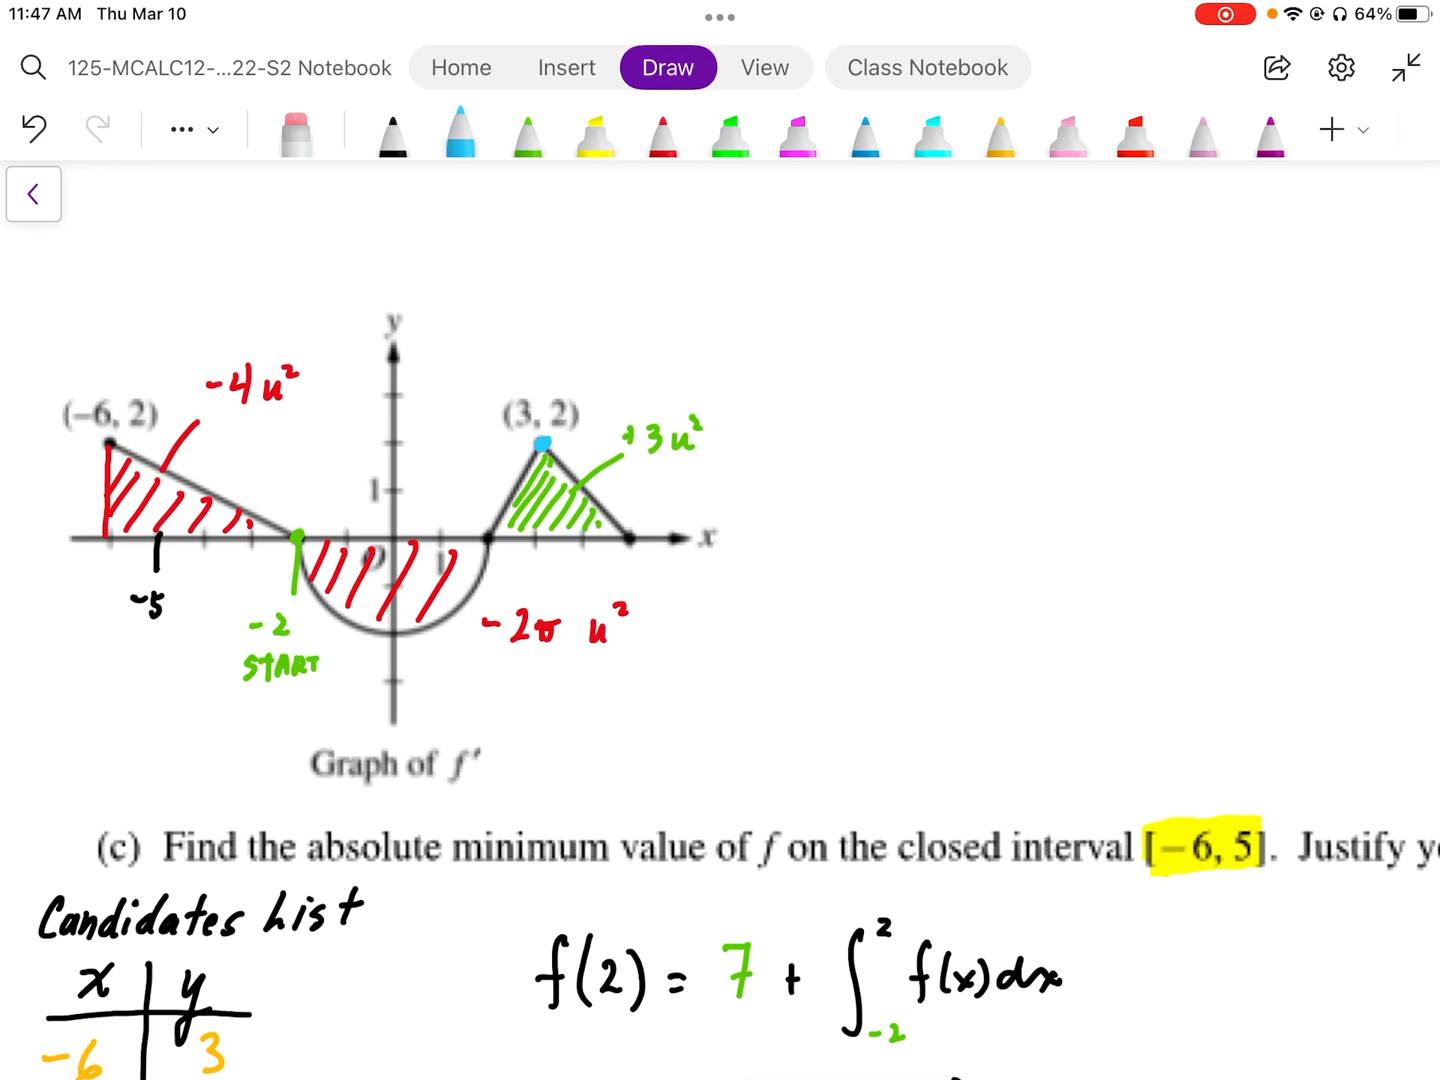 11:47 AM Thu Mar 10
64%
125-MCALC12-...22-S2 Notebook Home Insert Draw View Class Notebook
y
-4 u²
(−6, 2)
(3, 2)
+3 u²
1
x
O
1
-5
-2
START
-2π u²
Graph of f′
(c) Find the absolute minimum value of f on the closed interval [−6, 5]. Justify y
Candidates List
x y
-6 3
f(2) = 7 + ∫₋₂² f(x)dx